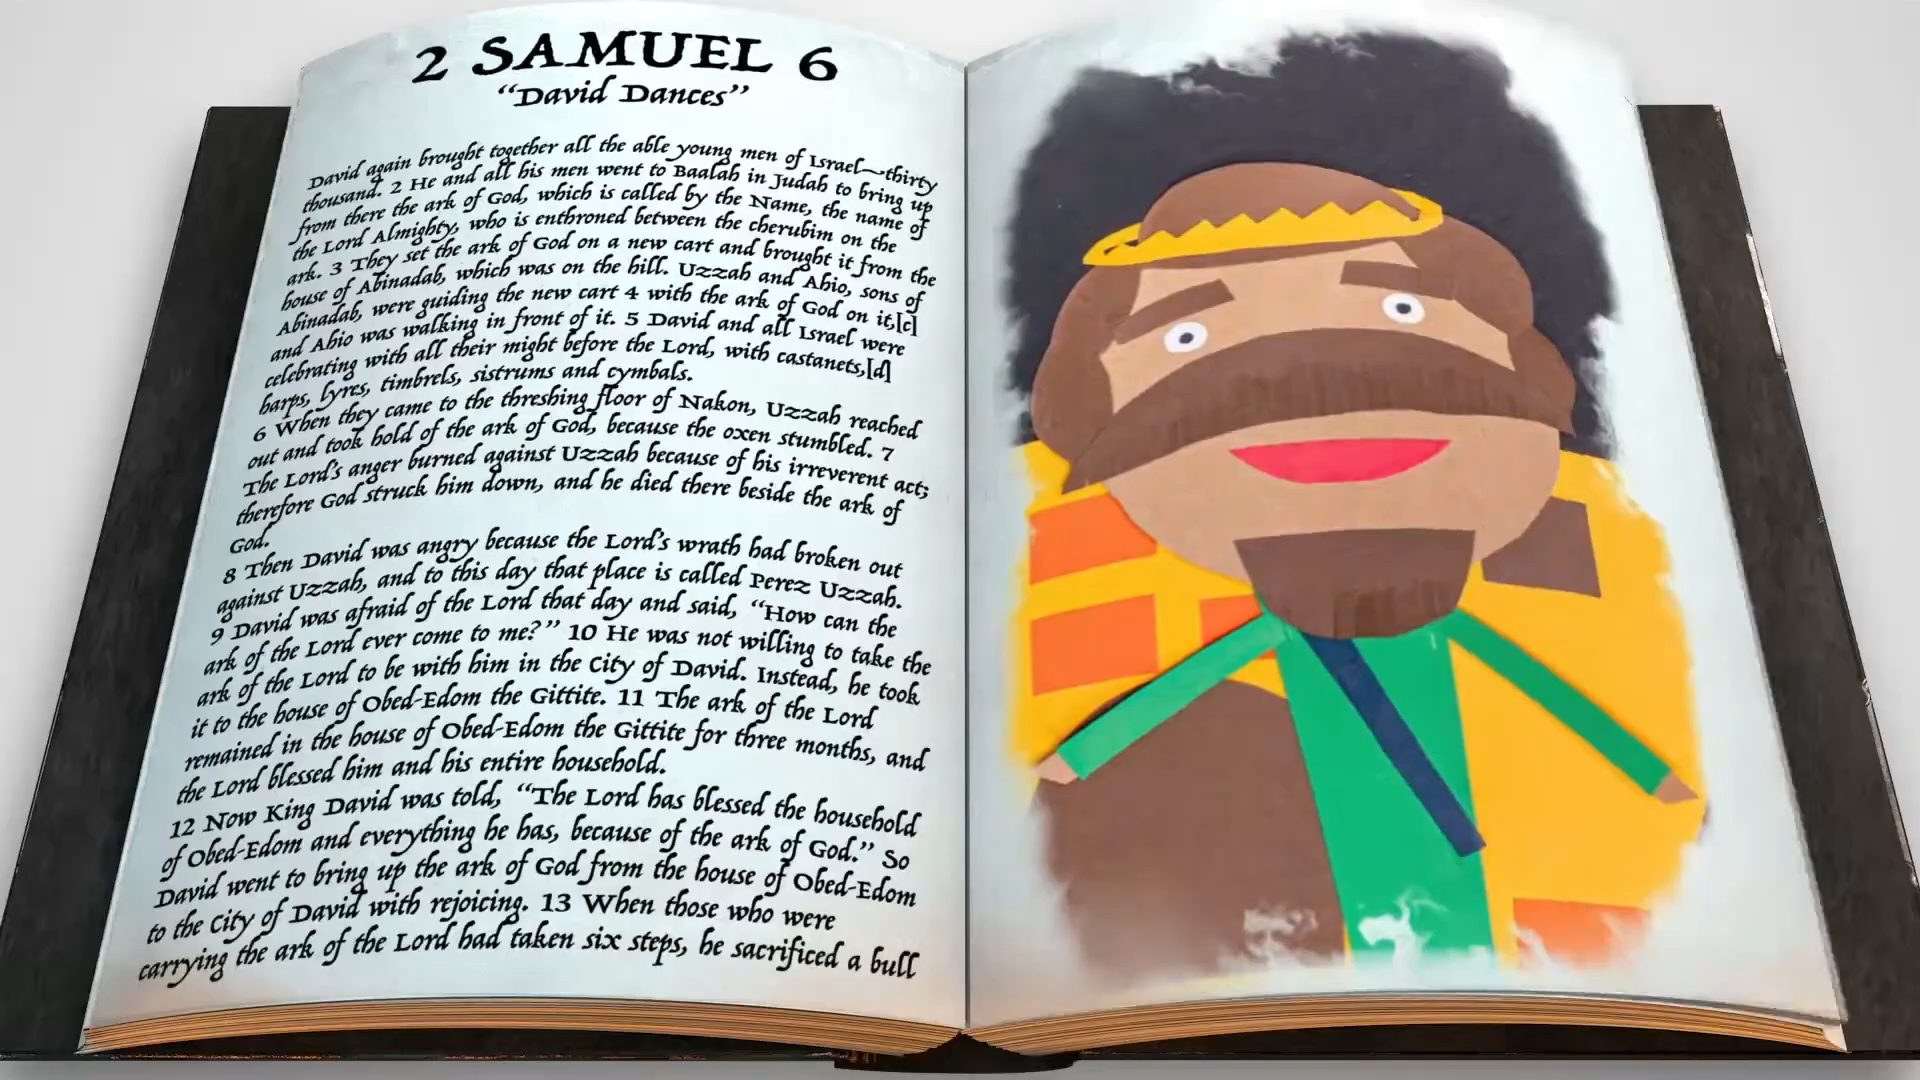 2 SAMUEL 6
“David Dances”
David again brought together all the able young men of Israel—thirty
thousand. 2 He and all his men went to Baalah in Judah to bring up
from there the ark of God, which is called by the Name, the name of
the Lord Almighty, who is enthroned between the cherubim on the
ark. 3 They set the ark of God on a new cart and brought it from the
house of Abinadab, which was on the hill. Uzzah and Ahio, sons of
Abinadab, were guiding the new cart 4 with the ark of God on it,[c]
and Ahio was walking in front of it. 5 David and all Israel were
celebrating with all their might before the Lord, with castanets,[d]
harps, lyres, timbrels, sistrums and cymbals.
6 When they came to the threshing floor of Nakon, Uzzah reached
out and took hold of the ark of God, because the oxen stumbled. 7
The Lord’s anger burned against Uzzah because of his irreverent act;
therefore God struck him down, and he died there beside the ark of
God.
8 Then David was angry because the Lord’s wrath had broken out
against Uzzah, and to this day that place is called Perez Uzzah.
9 David was afraid of the Lord that day and said, “How can the
ark of the Lord ever come to me?” 10 He was not willing to take the
ark of the Lord to be with him in the City of David. Instead, he took
it to the house of Obed-Edom the Gittite. 11 The ark of the Lord
remained in the house of Obed-Edom the Gittite for three months, and
the Lord blessed him and his entire household.
12 Now King David was told, “The Lord has blessed the household
of Obed-Edom and everything he has, because of the ark of God.” So
David went to bring up the ark of God from the house of Obed-Edom
to the City of David with rejoicing. 13 When those who were
carrying the ark of the Lord had taken six steps, he sacrificed a bull